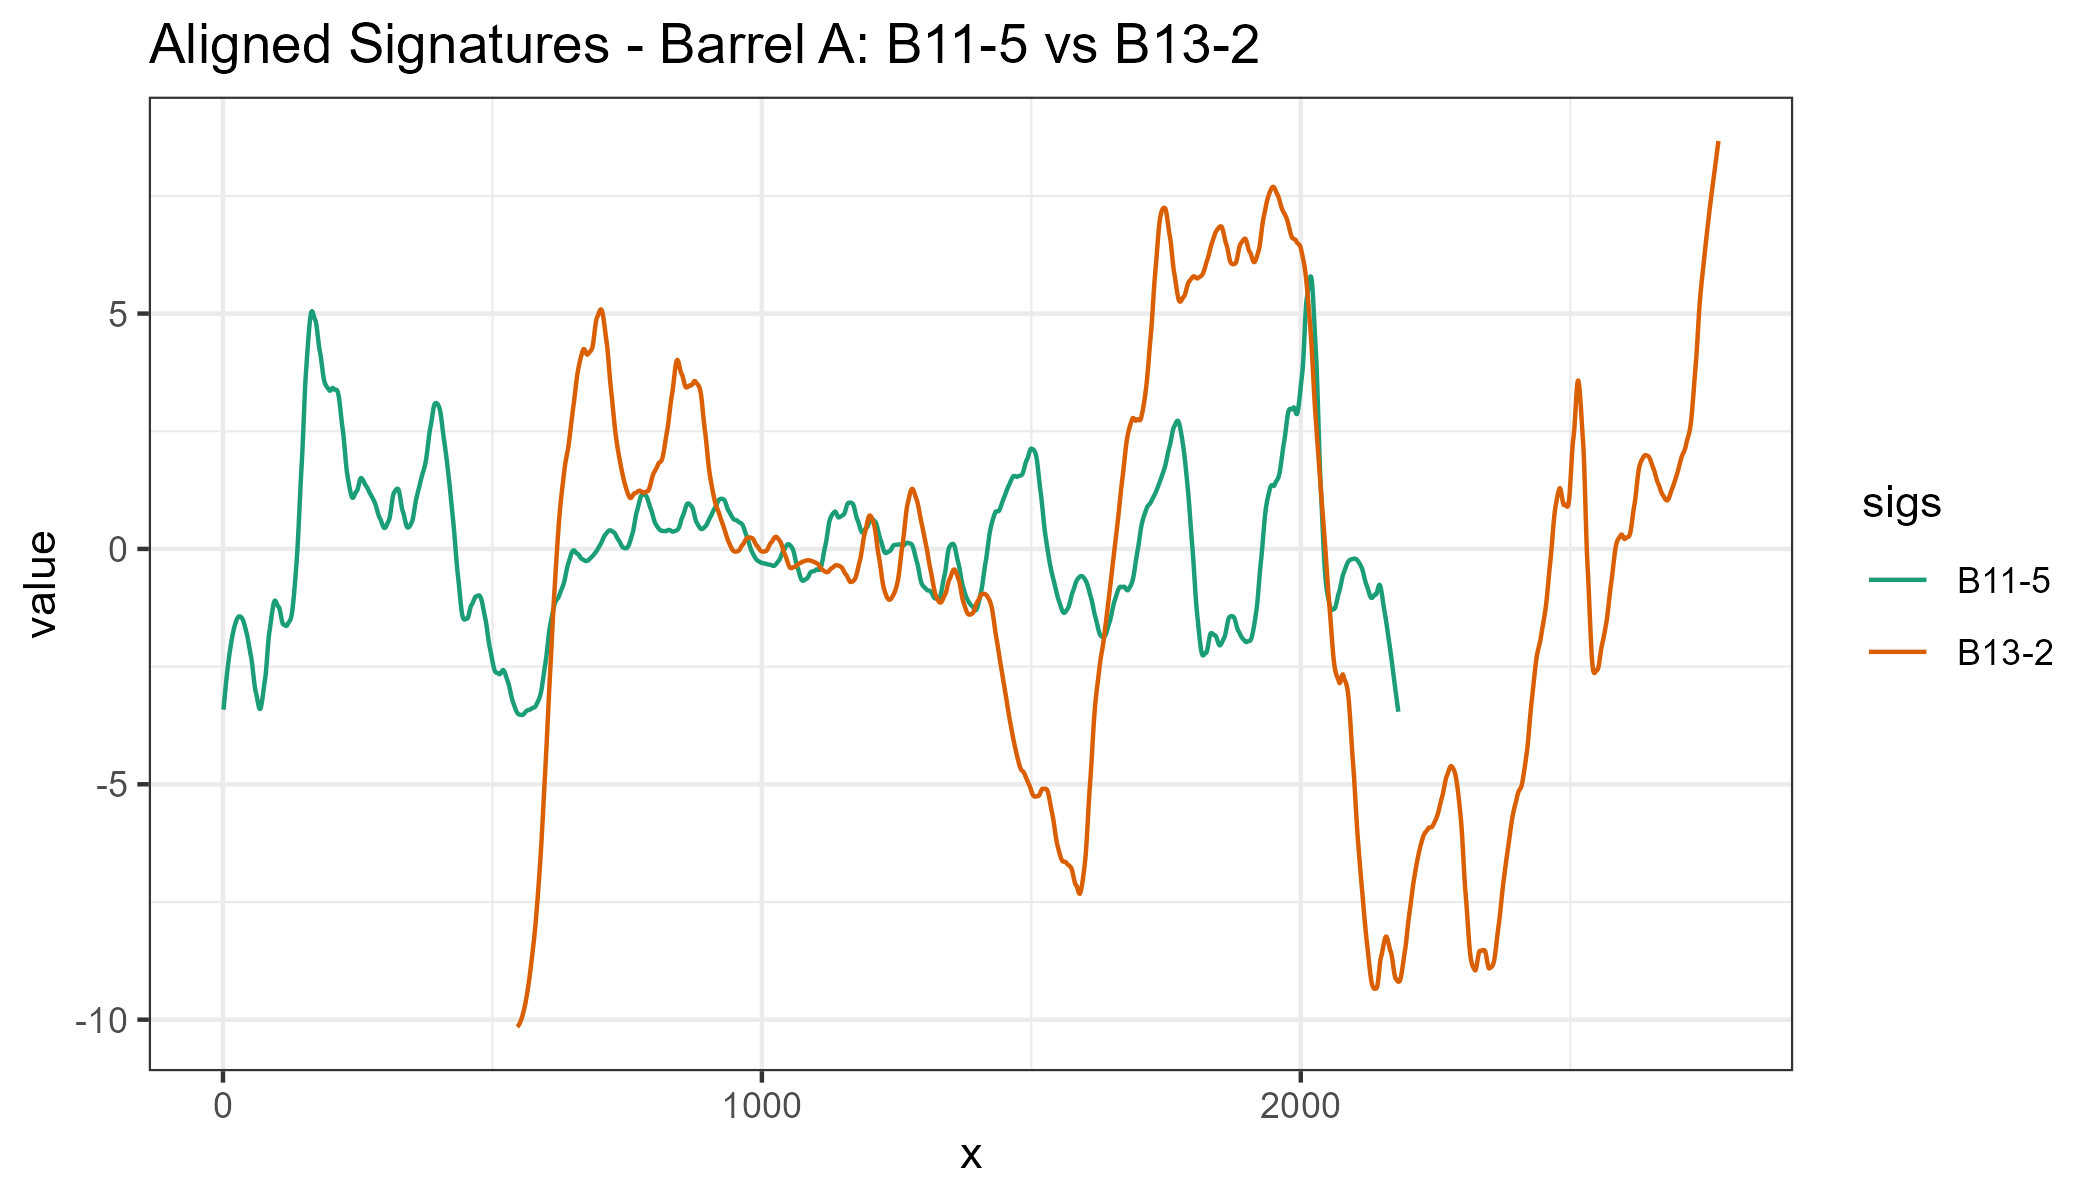 Aligned Signatures - Barrel A: B11-5 vs B13-2
value
5
0
-5
-10
0 1000 2000
x
sigs
B11-5
B13-2